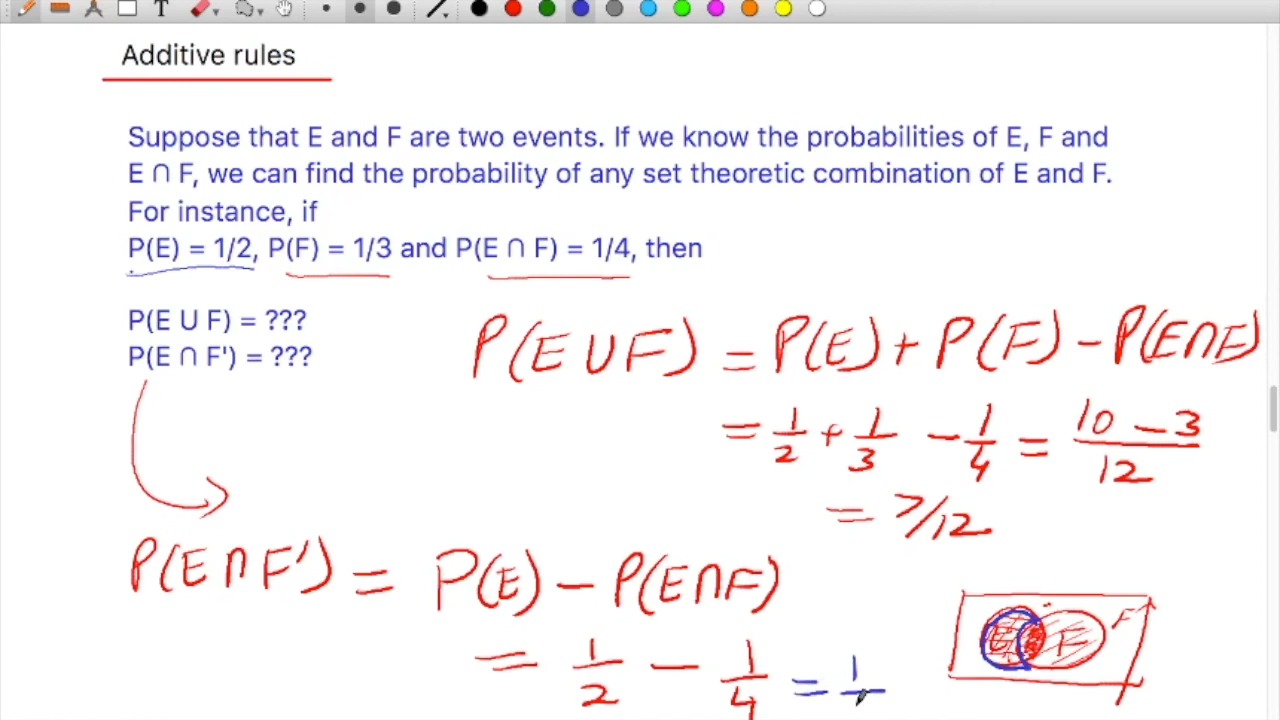 Additive rules
Suppose that E and F are two events. If we know the probabilities of E, F and
E ∩ F, we can find the probability of any set theoretic combination of E and F.
For instance, if
P(E) = 1/2, P(F) = 1/3 and P(E ∩ F) = 1/4, then
P(E ∪ F) = ???
P(E ∩ F') = ???
P(E ∪ F) = P(E) + P(F) - P(E ∩ F)
= 1/2 + 1/3 - 1/4 = 10 - 3/12
= 7/12
P(E ∩ F') = P(E) - P(E ∩ F)
= 1/2 - 1/4 = 1/
E F F'